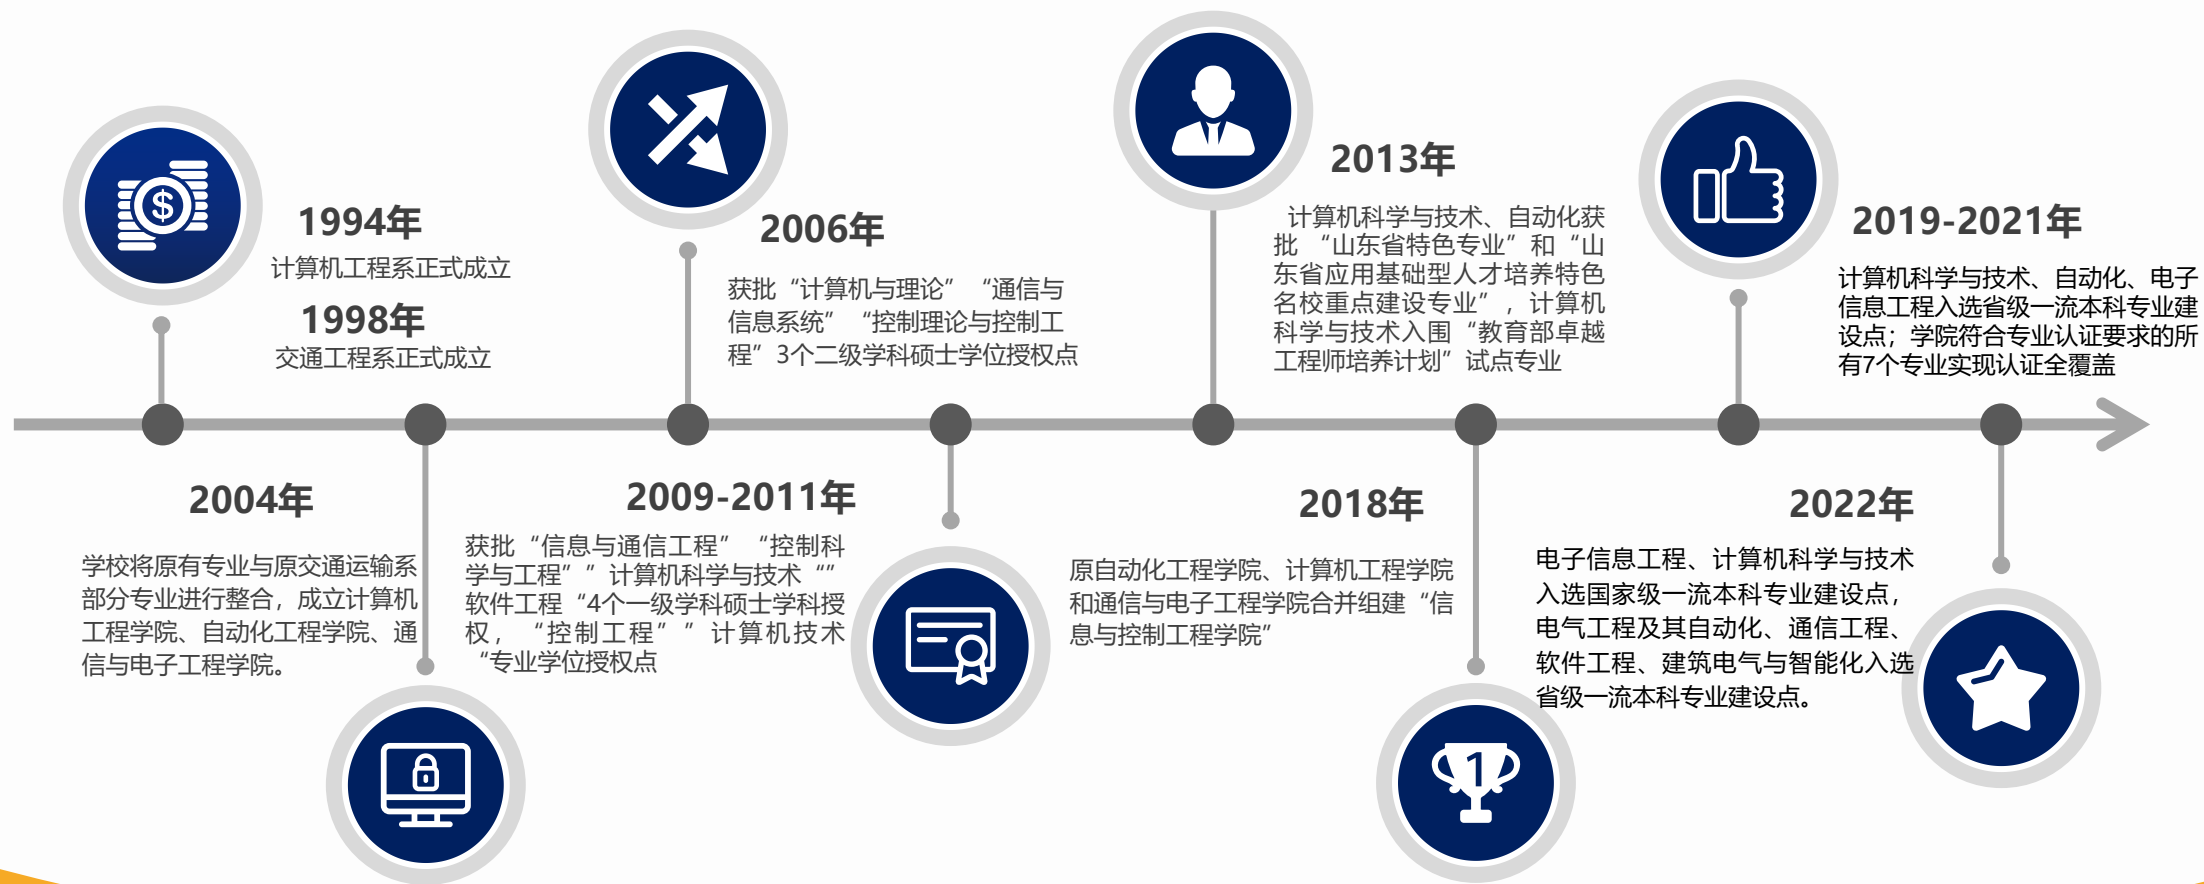 1994年
计算机工程系正式成立
1998年
交通工程系正式成立
2004年
学校将原有专业与原交通运输系
部分专业进行整合，成立计算机
工程学院、自动化工程学院、通
信与电子工程学院。
2006年
获批“计算机与理论”“通信与
信息系统”“控制理论与控制工
程”3个二级学科硕士学位授权点
2009-2011年
获批“信息与通信工程”“控制科
学与工程””计算机科学与技术“”
软件工程“4个一级学科硕士学科授
权，“控制工程””计算机技术
“专业学位授权点
2013年
计算机科学与技术、自动化获
批“山东省特色专业”和“山
东省应用基础型人才培养特色
名校重点建设专业”，计算机
科学与技术入围“教育部卓越
工程师培养计划”试点专业
2018年
原自动化工程学院、计算机工程学院
和通信与电子工程学院合并组建“信
息与控制工程学院”
2019-2021年
计算机科学与技术、自动化、电子
信息工程入选省级一流本科专业建
设点；学院符合专业认证要求的所
有7个专业实现认证全覆盖
2022年
电子信息工程、计算机科学与技术
入选国家级一流本科专业建设点，
电气工程及其自动化、通信工程、
软件工程、建筑电气与智能化入选
省级一流本科专业建设点。
$
1